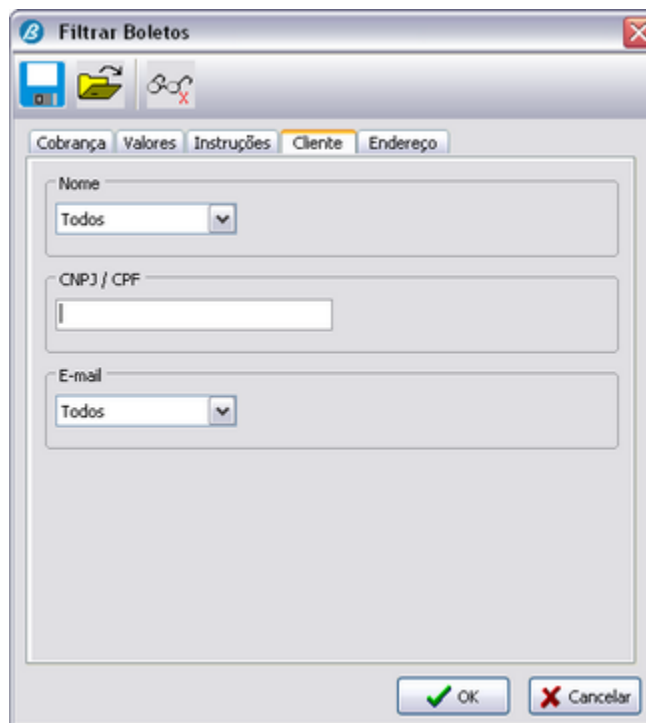 Filtrar Boletos
Cobrança Valores Instruções Cliente Endereço
Nome
Todos
CNPJ / CPF
E-mail
Todos
OK Cancelar